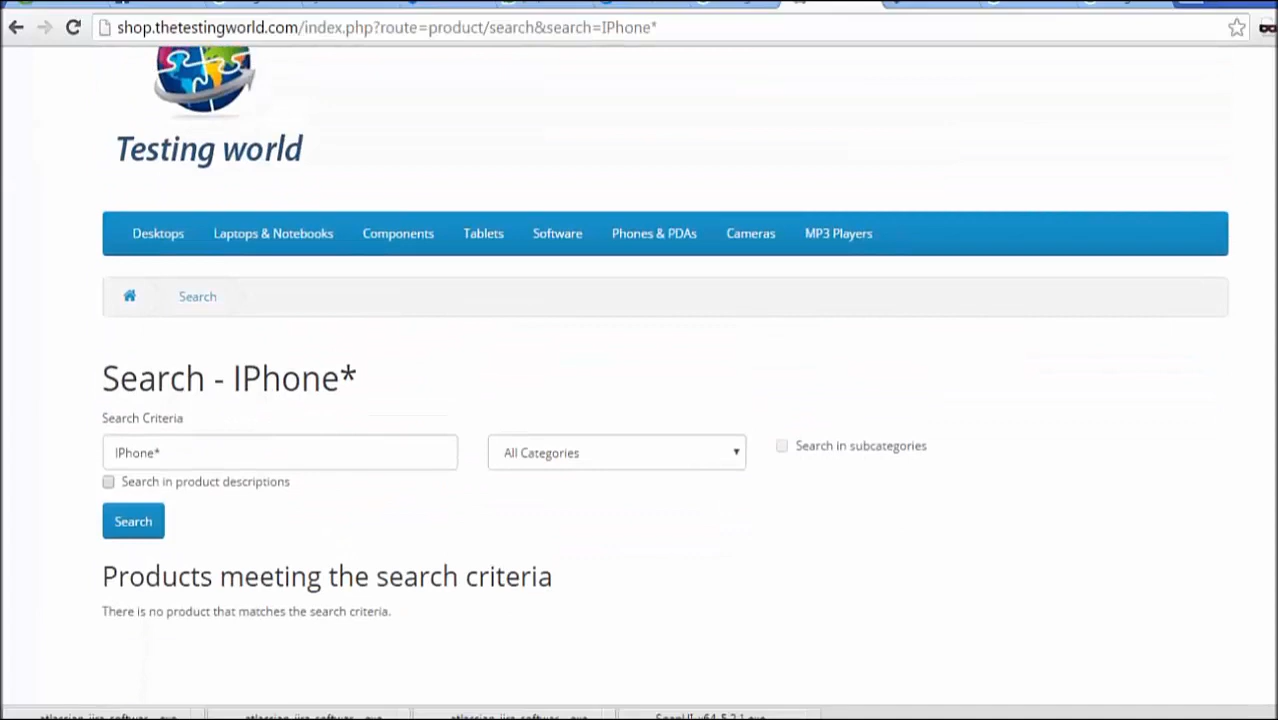 shop.thetestingworld.com/index.php?route=product/search&search=IPhone*
Testing world
Desktops Laptops & Notebooks Components Tablets Software Phones & PDAs Cameras MP3 Players
Search
Search - IPhone*
Search Criteria
IPhone* All Categories Search in subcategories
Search in product descriptions
Search
Products meeting the search criteria
There is no product that matches the search criteria.